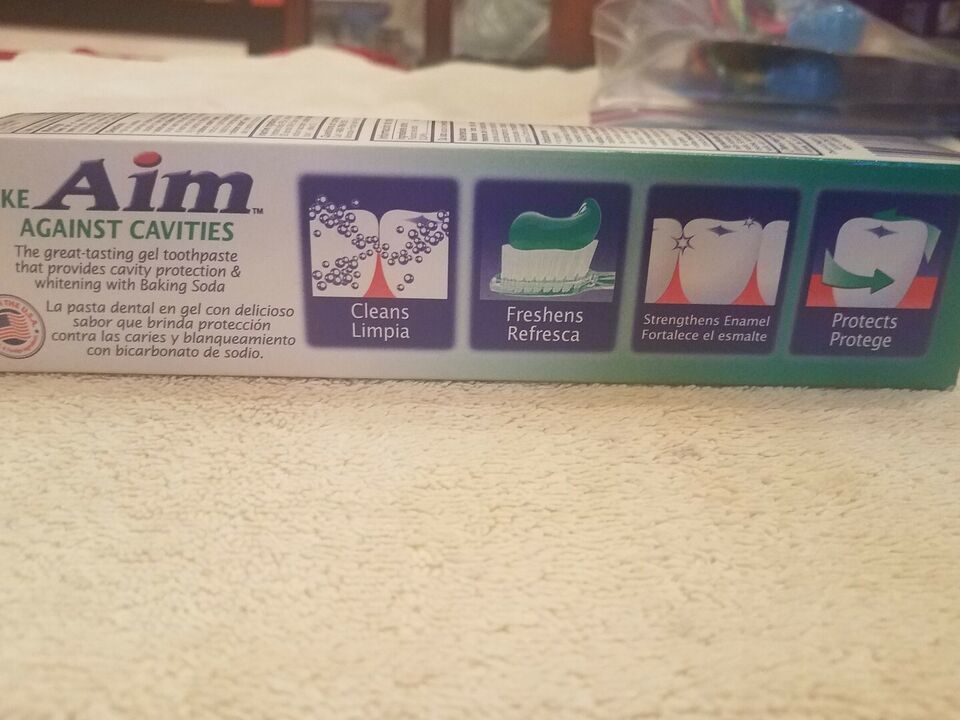 KE Aim™
AGAINST CAVITIES
The great-tasting gel toothpaste
that provides cavity protection &
whitening with Baking Soda
La pasta dental en gel con delicioso
sabor que brinda protección
contra las caries y blanqueamiento
con bicarbonato de sodio.
THE U.S.A.
Cleans
Limpia
Freshens
Refresca
Strengthens Enamel
Fortalece el esmalte
Protects
Protege